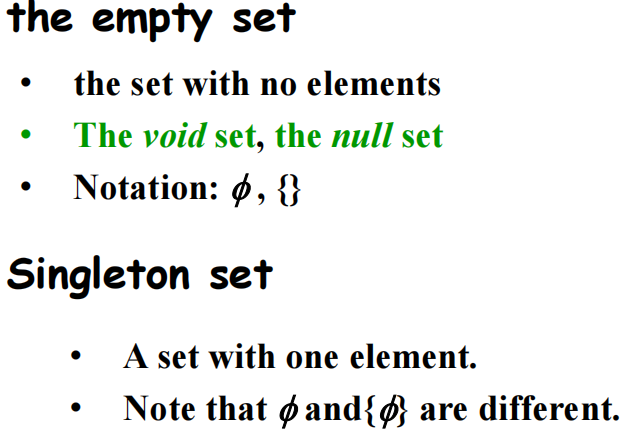 the empty set
• the set with no elements
• The void set, the null set
• Notation: ϕ, {}
Singleton set
• A set with one element.
• Note that ϕ and{ϕ} are different.